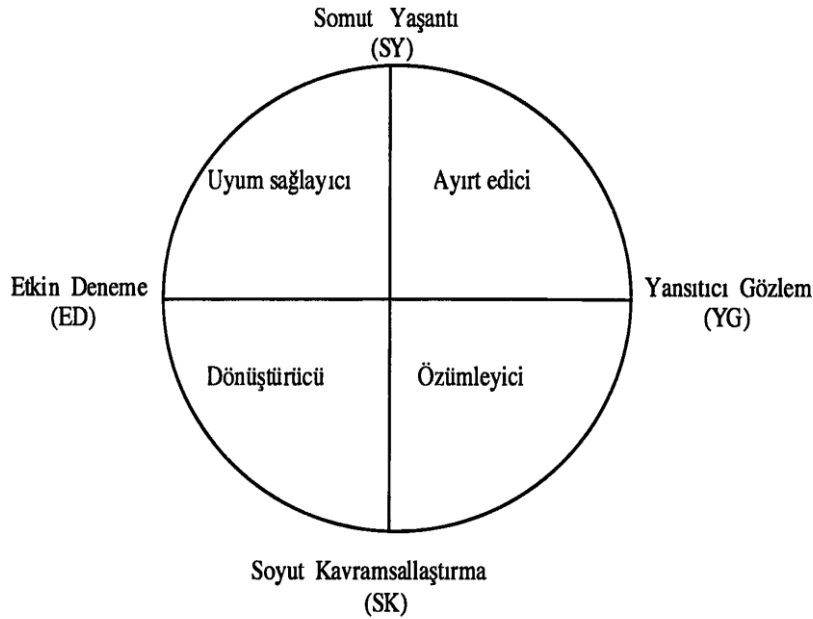 Somut Yaşantı
(SY)
Uyum sağlayıcı
Ayırt edici
Etkin Deneme
(ED)
Yansıtıcı Gözlem
(YG)
Dönüştürücü
Özümleyici
Soyut Kavramsallaştırma
(SK)